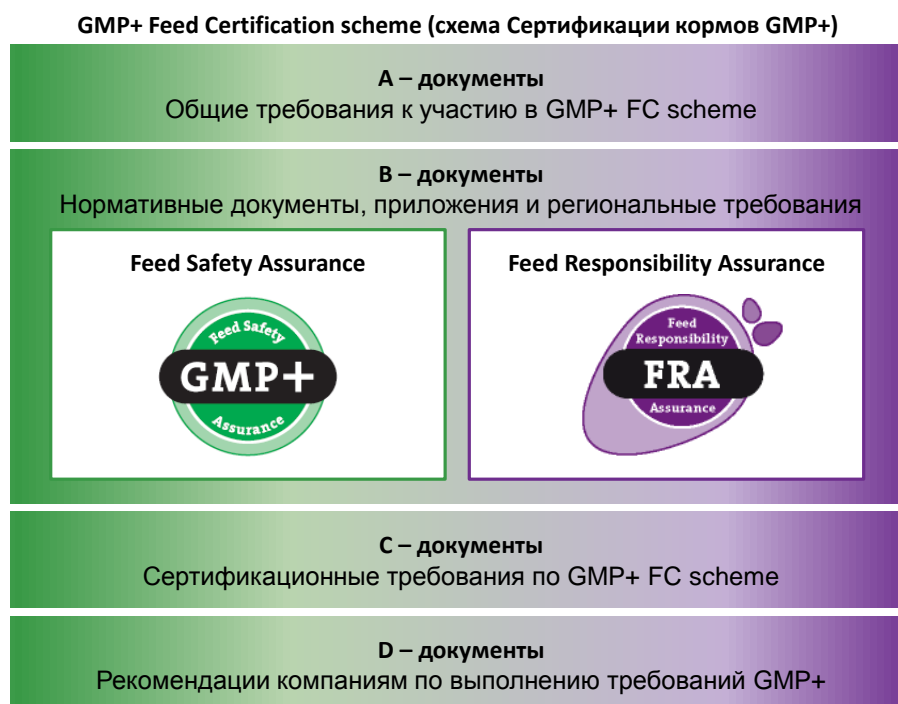 GMP+ Feed Certification scheme (схема Сертификации кормов GMP+)
A – документы
Общие требования к участию в GMP+ FC scheme
B – документы
Нормативные документы, приложения и региональные требования
Feed Safety Assurance
Feed Safety
GMP+
Assurance
Feed Responsibility Assurance
Feed
Responsibility
FRA
Assurance
C – документы
Сертификационные требования по GMP+ FC scheme
D – документы
Рекомендации компаниям по выполнению требований GMP+